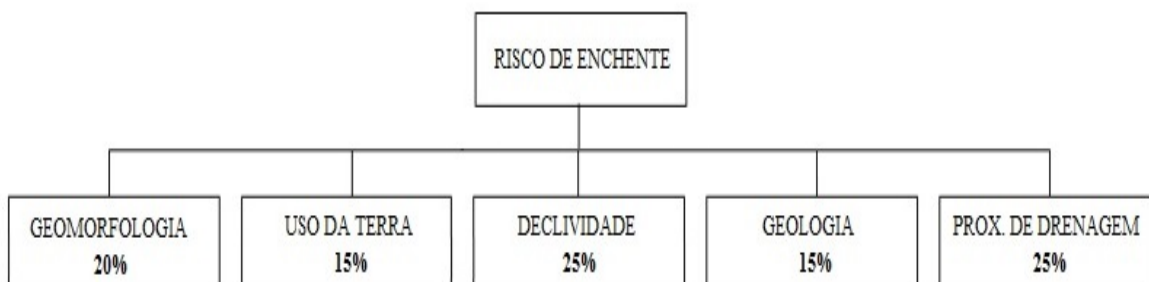 RISCO DE ENCHENTE
GEOMORFOLOGIA
20%
USO DA TERRA
15%
DECLIVIDADE
25%
GEOLOGIA
15%
PROX. DE DRENAGEM
25%